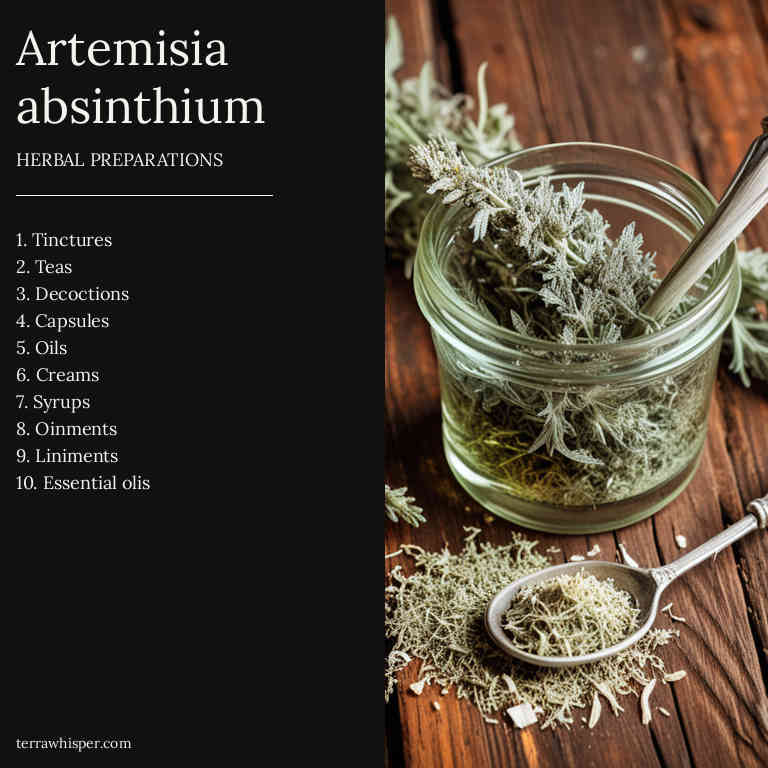 Artemisia
absinthium
HERBAL PREPARATIONS
1. Tinctures
2. Teas
3. Decoctions
4. Capsules
5. Oils
6. Creams
7. Syrups
8. Oinments
9. Liniments
10. Essential olis
terrawhisper.com